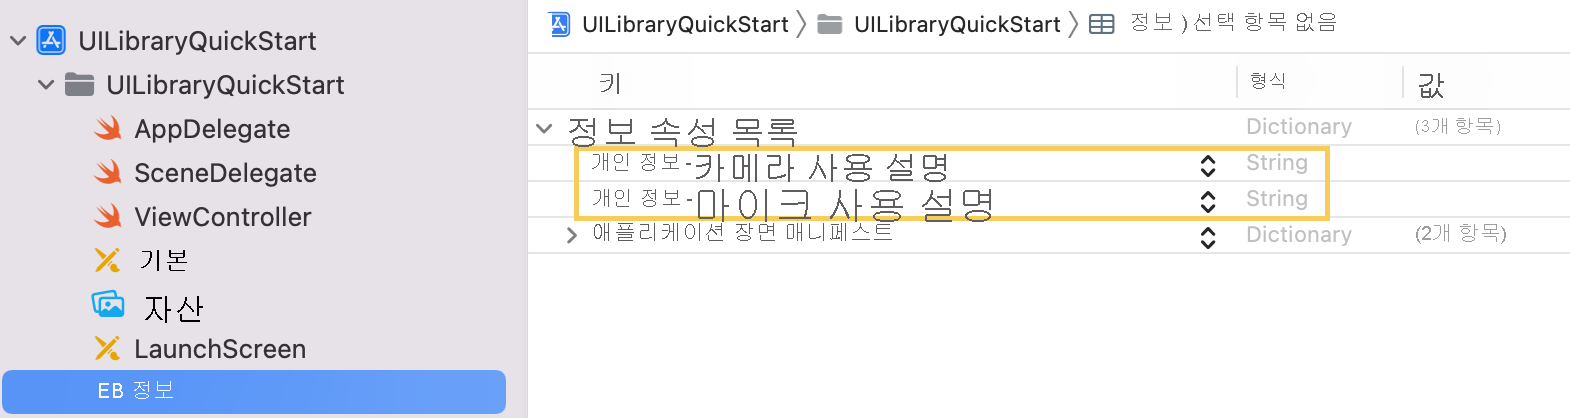 UILibraryQuickStart
UILibraryQuickStart
AppDelegate
SceneDelegate
ViewController
기본
자산
LaunchScreen
EB 정보
UILibraryQuickStart 〉 UILibraryQuickStart 〉 정보 ) 선택 항목 없음
키 형식 값
정보 속성 목록 Dictionary (3개 항목)
개인 정보 - 카메라 사용 설명 String
개인 정보 - 마이크 사용 설명 String
애플리케이션 장면 매니페스트 Dictionary (2개 항목)